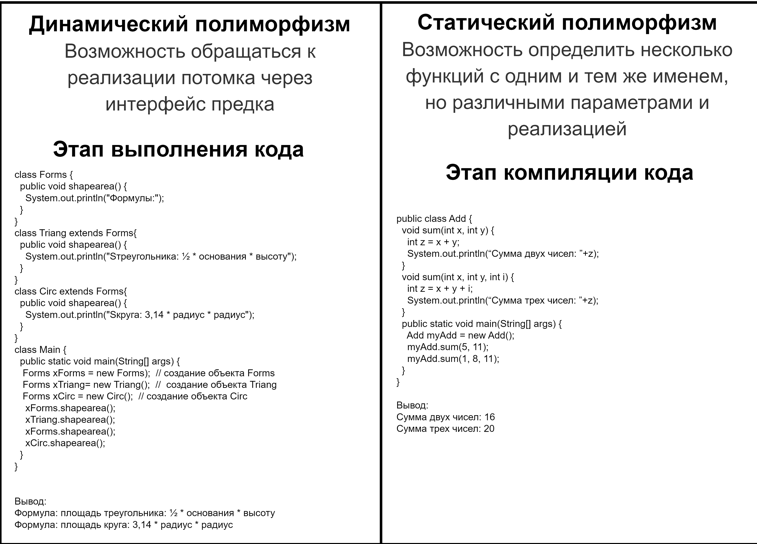 Динамический полиморфизм
Возможность обращаться к
реализации потомка через
интерфейс предка
Этап выполнения кода
class Forms {
public void shapearea() {
System.out.println("Формулы:");
}
}
class Triang extends Forms{
public void shapearea() {
System.out.println("Sтреугольника: ½ * основания * высоту");
}
}
class Circ extends Forms{
public void shapearea() {
System.out.println("Sкруга: 3,14 * радиус * радиус");
}
}
class Main {
public static void main(String[] args) {
Forms xForms = new Forms); // создание объекта Forms
Forms xTriang= new Triang(); // создание объекта Triang
Forms xCirc = new Circ(); // создание объекта Circ
xForms.shapearea();
xTriang.shapearea();
xForms.shapearea();
xCirc.shapearea();
}
}
Вывод:
Формула: площадь треугольника: ½ * основания * высоту
Формула: площадь круга: 3,14 * радиус * радиус
Статический полиморфизм
Возможность определить несколько
функций с одним и тем же именем,
но различными параметрами и
реализацией
Этап компиляции кода
public class Add {
void sum(int x, int y) {
int z = x + y;
System.out.println(“Сумма двух чисел: ”+z);
}
void sum(int x, int y, int i) {
int z = x + y + i;
System.out.println(“Сумма трех чисел: ”+z);
}
public static void main(String[] args) {
Add myAdd = new Add();
myAdd.sum(5, 11);
myAdd.sum(1, 8, 11);
}
}
Вывод:
Сумма двух чисел: 16
Сумма трех чисел: 20